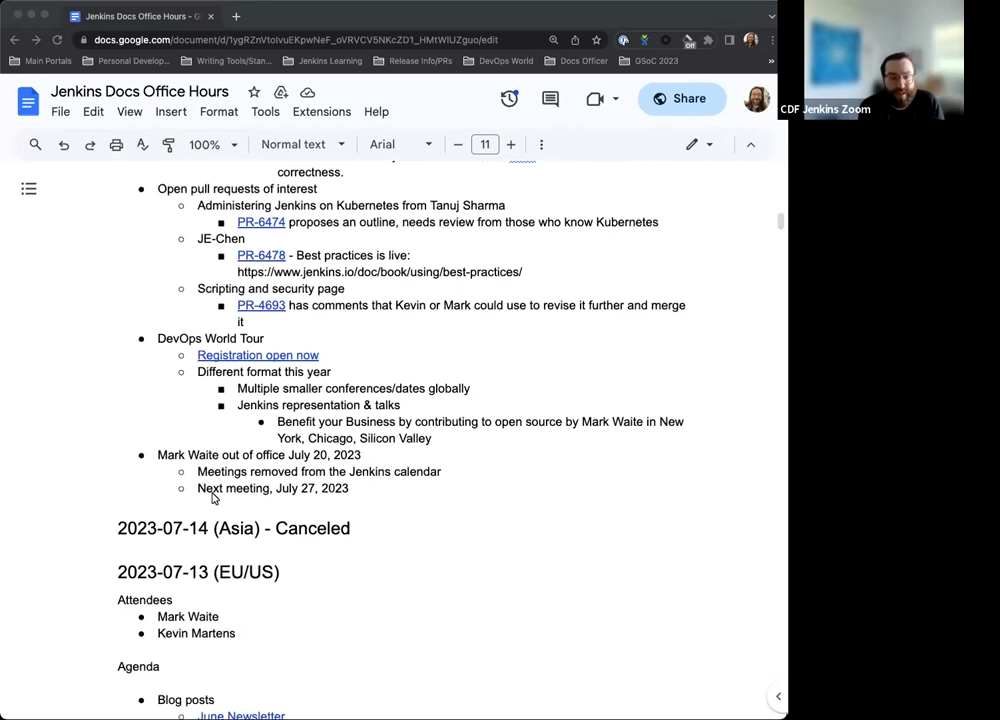 Jenkins Docs Office Hours - G
docs.google.com/document/d/1ygRZnVtoIvuEKpwNeF_oVRVCV5NKcZD1_HMtWIUZguo/edit
Off
Main Portals
Personal Develop...
Writing Tools/Stan...
Jenkins Learning
Release Info/PRs
DevOps World
Docs Officer
GSoC 2023
»
CDF Jenkins Zoom
Jenkins Docs Office Hours
File Edit View Insert Format Tools Extensions Help
Share
100% Normal text Arial − 11 +
correctness.
● Open pull requests of interest
○ Administering Jenkins on Kubernetes from Tanuj Sharma
■ PR-6474 proposes an outline, needs review from those who know Kubernetes
○ JE-Chen
■ PR-6478 - Best practices is live:
https://www.jenkins.io/doc/book/using/best-practices/
○ Scripting and security page
■ PR-4693 has comments that Kevin or Mark could use to revise it further and merge
it
● DevOps World Tour
○ Registration open now
○ Different format this year
■ Multiple smaller conferences/dates globally
■ Jenkins representation & talks
● Benefit your Business by contributing to open source by Mark Waite in New
York, Chicago, Silicon Valley
● Mark Waite out of office July 20, 2023
○ Meetings removed from the Jenkins calendar
○ Next meeting, July 27, 2023
2023-07-14 (Asia) - Canceled
2023-07-13 (EU/US)
Attendees
● Mark Waite
● Kevin Martens
Agenda
● Blog posts
○ June Newsletter